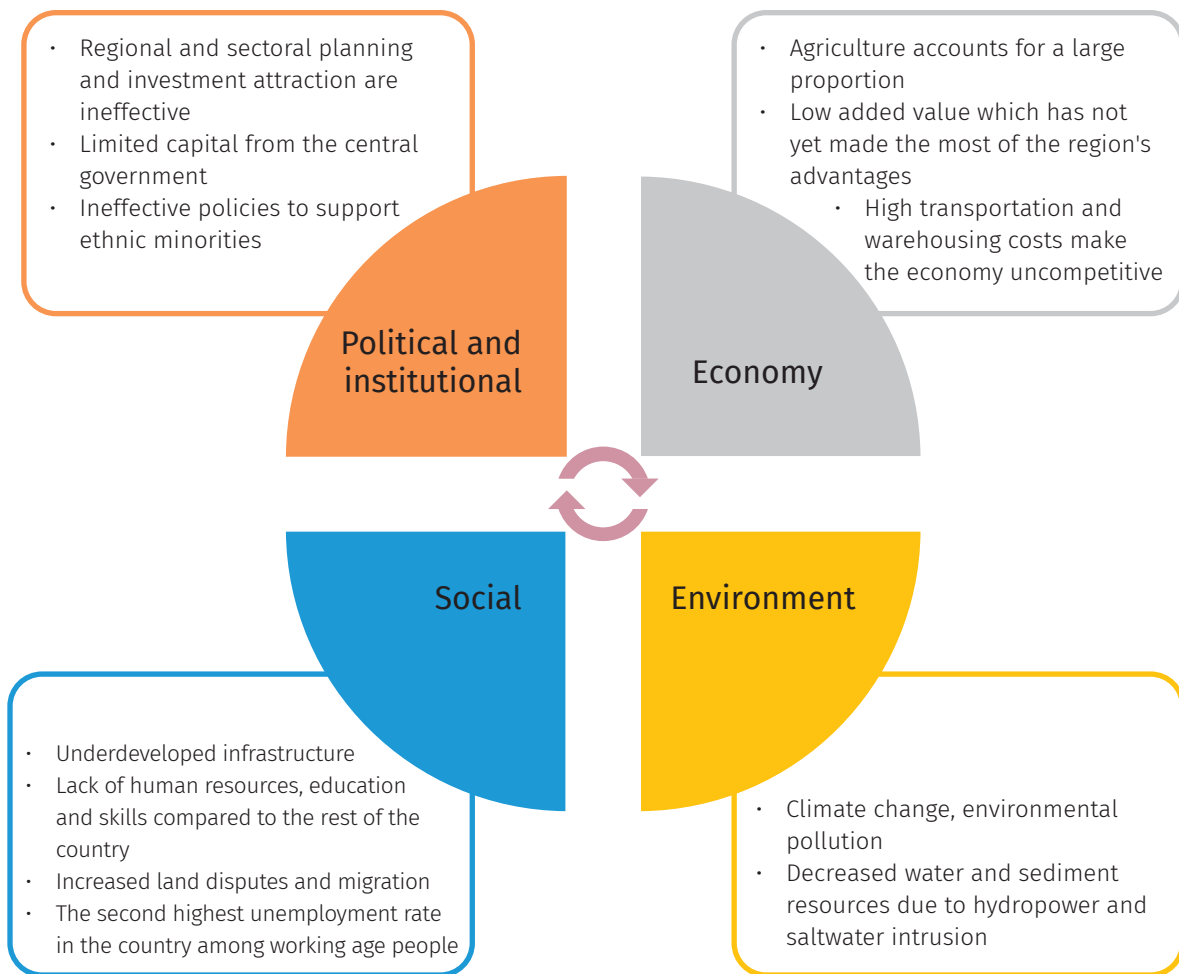 · Regional and sectoral planning
and investment attraction are
ineffective
· Limited capital from the central
government
· Ineffective policies to support
ethnic minorities
Political and
institutional
· Agriculture accounts for a large
proportion
· Low added value which has not
yet made the most of the region's
advantages
· High transportation and
warehousing costs make
the economy uncompetitive
Economy
Social
· Underdeveloped infrastructure
· Lack of human resources, education
and skills compared to the rest of the
country
· Increased land disputes and migration
· The second highest unemployment rate
in the country among working age people
Environment
· Climate change, environmental
pollution
· Decreased water and sediment
resources due to hydropower and
saltwater intrusion